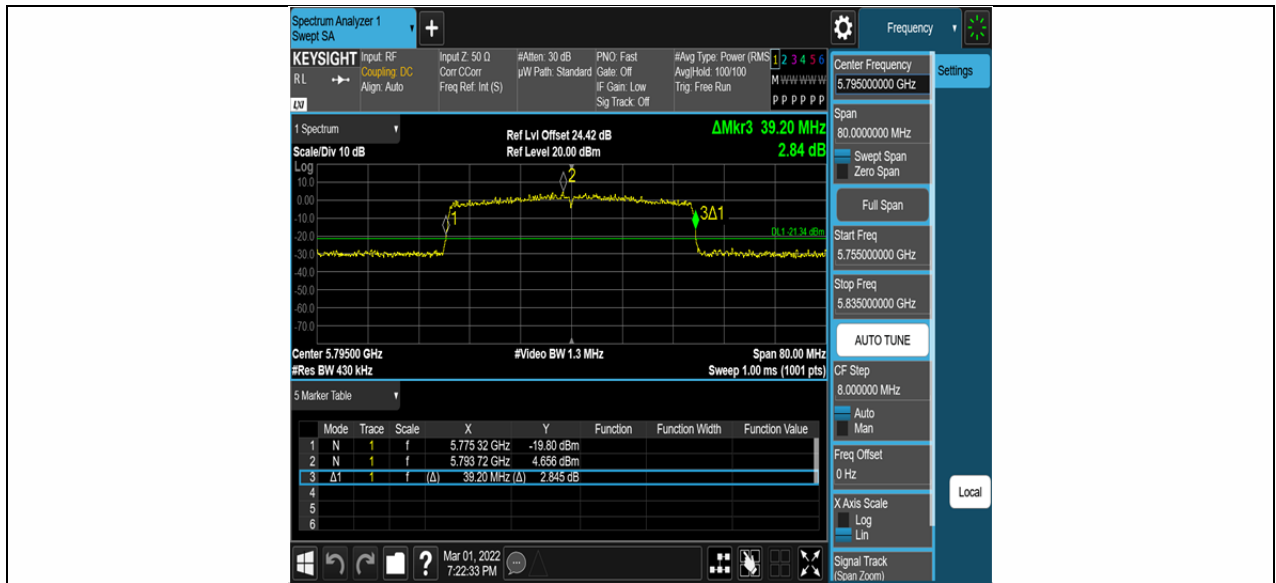 Spectrum Analyzer 1
Swept SA
+
Frequency
KEYSIGHT Input: RF Input Z: 50 Ω #Atten: 30 dB PNO: Fast #Avg Type: Power (RMS 1 2 3 4 5 6
RL Coupling: DC Corr CCorr µW Path: Standard Gate: Off Avg|Hold: 100/100 M W W W W W
Align: Auto Freq Ref: Int (S) IF Gain: Low Trig: Free Run
LXI Sig Track: Off P P P P P P
1 Spectrum
Ref Lvl Offset 24.42 dB
ΔMkr3 39.20 MHz
Scale/Div 10 dB Ref Level 20.00 dBm 2.84 dB
Log
10.0
0.00
-10.0
-20.0
-30.0
-40.0
-50.0
-60.0
-70.0
1
2
3Δ1
DL1 -21.34 dBm
Center 5.79500 GHz #Video BW 1.3 MHz Span 80.00 MHz
#Res BW 430 kHz Sweep 1.00 ms (1001 pts)
5 Marker Table
Mode Trace Scale X Y Function Function Width Function Value
1 N 1 f 5.775 32 GHz -19.80 dBm
2 N 1 f 5.793 72 GHz 4.656 dBm
3 Δ1 1 f (Δ) 39.20 MHz (Δ) 2.845 dB
4
5
6
?
Mar 01, 2022
7:22:33 PM
Center Frequency
5.795000000 GHz
Span
80.0000000 MHz
Swept Span
Zero Span
Full Span
Start Freq
5.755000000 GHz
Stop Freq
5.835000000 GHz
AUTO TUNE
CF Step
8.000000 MHz
Auto
Man
Freq Offset
0 Hz
X Axis Scale
Log
Lin
Signal Track
(Span Zoom)
Settings
Local